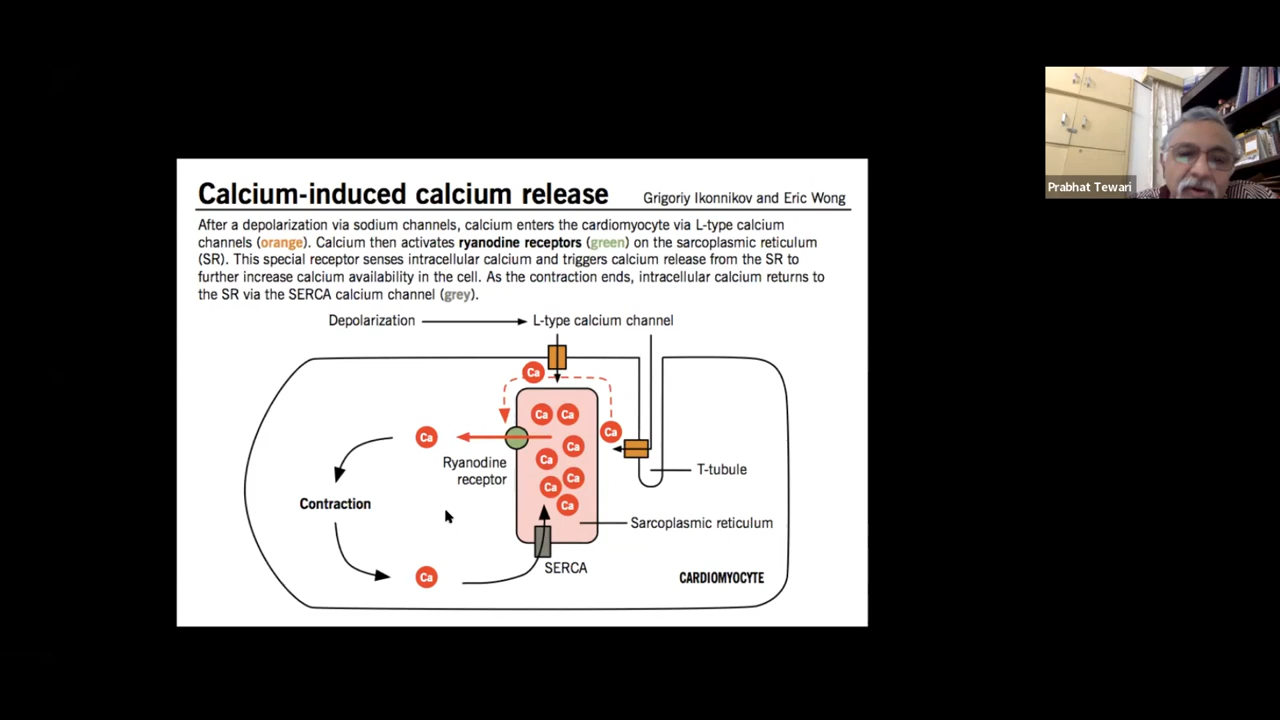 Calcium-induced calcium release
Grigoriy Ikonnikov and Eric Wong
After a depolarization via sodium channels, calcium enters the cardiomyocyte via L-type calcium
channels (orange). Calcium then activates ryanodine receptors (green) on the sarcoplasmic reticulum
(SR). This special receptor senses intracellular calcium and triggers calcium release from the SR to
further increase calcium availability in the cell. As the contraction ends, intracellular calcium returns to
the SR via the SERCA calcium channel (grey).
Depolarization
L-type calcium channel
Ca
Ca Ca
Ca
Ca
Ca
Ca
Ca
Ca
Ca
Ca
Ryanodine
receptor
T-tubule
Contraction
Sarcoplasmic reticulum
SERCA
Ca
CARDIOMYOCYTE
Prabhat Tewari